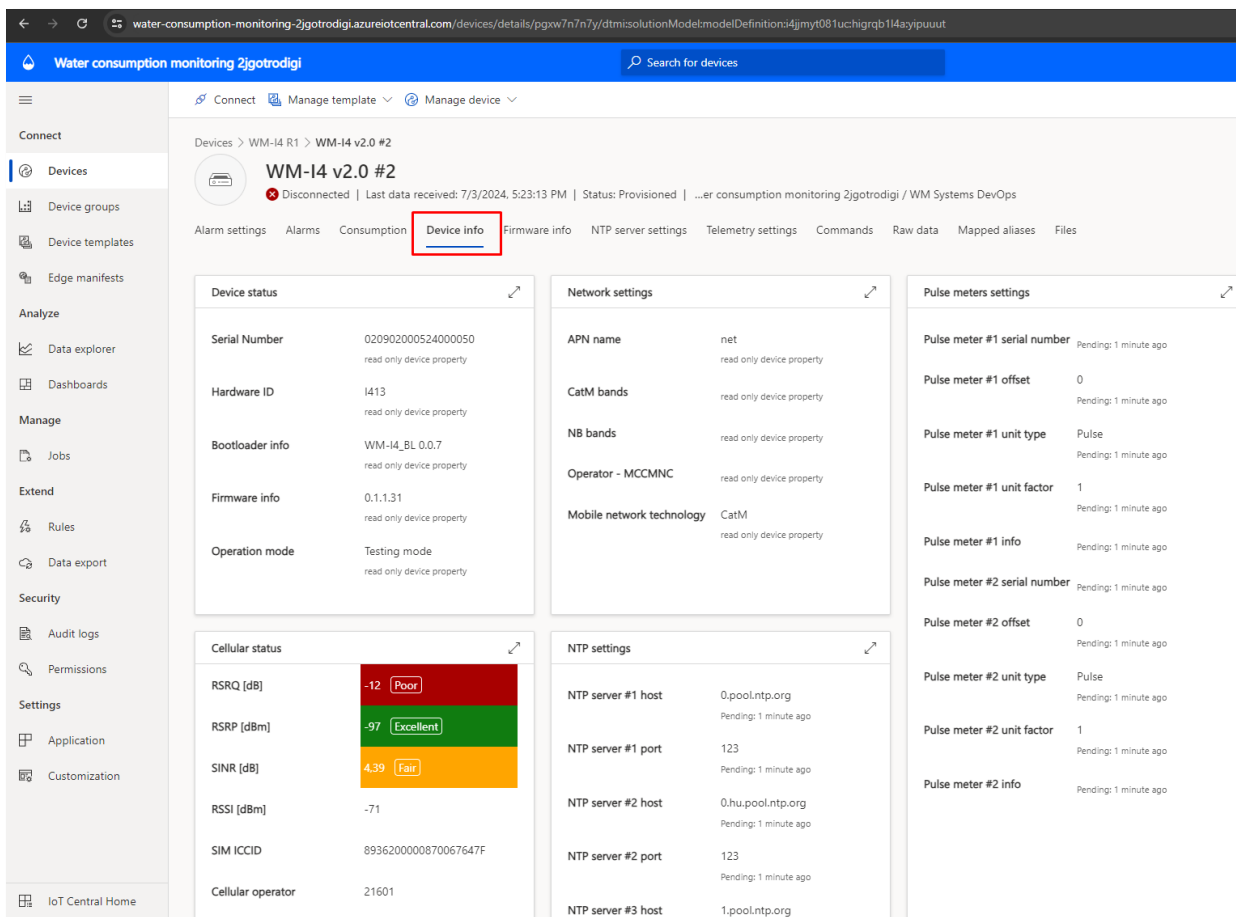 water-consumption-monitoring-2jgotrodigi.azureiotcentral.com/devices/details/pgxw7n7n7y/dtmi:solutionModel:modelDefinition:i4jjmyt081uc:higrqb1l4a:yipuuut
Water consumption monitoring 2jgotrodigi
Search for devices
Connect
Manage template
Manage device
Connect
Devices
Device groups
Device templates
Edge manifests
Analyze
Data explorer
Dashboards
Manage
Jobs
Extend
Rules
Data export
Security
Audit logs
Permissions
Settings
Application
Customization
IoT Central Home
Devices > WM-I4 R1 > WM-I4 v2.0 #2
WM-I4 v2.0 #2
Disconnected | Last data received: 7/3/2024, 5:23:13 PM | Status: Provisioned | ...er consumption monitoring 2jgotrodigi / WM Systems DevOps
Alarm settings Alarms Consumption Device info Firmware info NTP server settings Telemetry settings Commands Raw data Mapped aliases Files
Device status
Serial Number 020902000524000050
read only device property
Hardware ID I413
read only device property
Bootloader info WM-I4_BL 0.0.7
read only device property
Firmware info 0.1.1.31
read only device property
Operation mode Testing mode
read only device property
Network settings
APN name net
read only device property
CatM bands read only device property
NB bands read only device property
Operator - MCCMNC read only device property
Mobile network technology CatM
read only device property
Pulse meters settings
Pulse meter #1 serial number Pending: 1 minute ago
Pulse meter #1 offset 0
Pending: 1 minute ago
Pulse meter #1 unit type Pulse
Pending: 1 minute ago
Pulse meter #1 unit factor 1
Pending: 1 minute ago
Pulse meter #1 info Pending: 1 minute ago
Pulse meter #2 serial number Pending: 1 minute ago
Pulse meter #2 offset 0
Pending: 1 minute ago
Pulse meter #2 unit type Pulse
Pending: 1 minute ago
Pulse meter #2 unit factor 1
Pending: 1 minute ago
Pulse meter #2 info Pending: 1 minute ago
Cellular status
RSRQ [dB] -12 Poor
RSRP [dBm] -97 Excellent
SINR [dB] 4,39 Fair
RSSI [dBm] -71
SIM ICCID 8936200000870067647F
Cellular operator 21601
NTP settings
NTP server #1 host 0.pool.ntp.org
Pending: 1 minute ago
NTP server #1 port 123
Pending: 1 minute ago
NTP server #2 host 0.hu.pool.ntp.org
Pending: 1 minute ago
NTP server #2 port 123
Pending: 1 minute ago
NTP server #3 host 1.pool.ntp.org